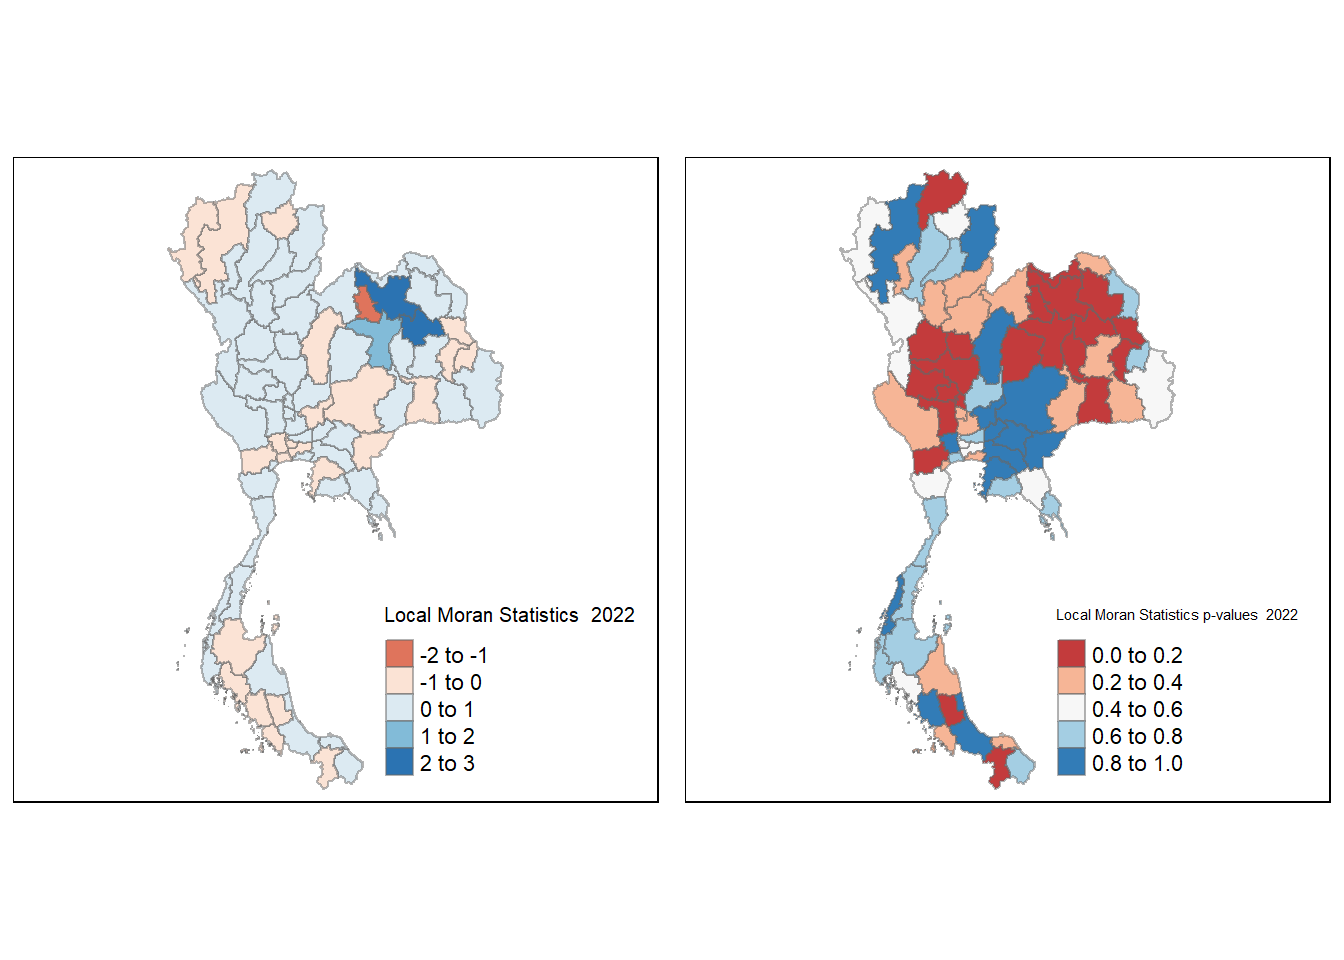 Local Moran Statistics  2022
-2 to -1
-1 to 0
0 to 1
1 to 2
2 to 3
Local Moran Statistics p-values  2022
0.0 to 0.2
0.2 to 0.4
0.4 to 0.6
0.6 to 0.8
0.8 to 1.0